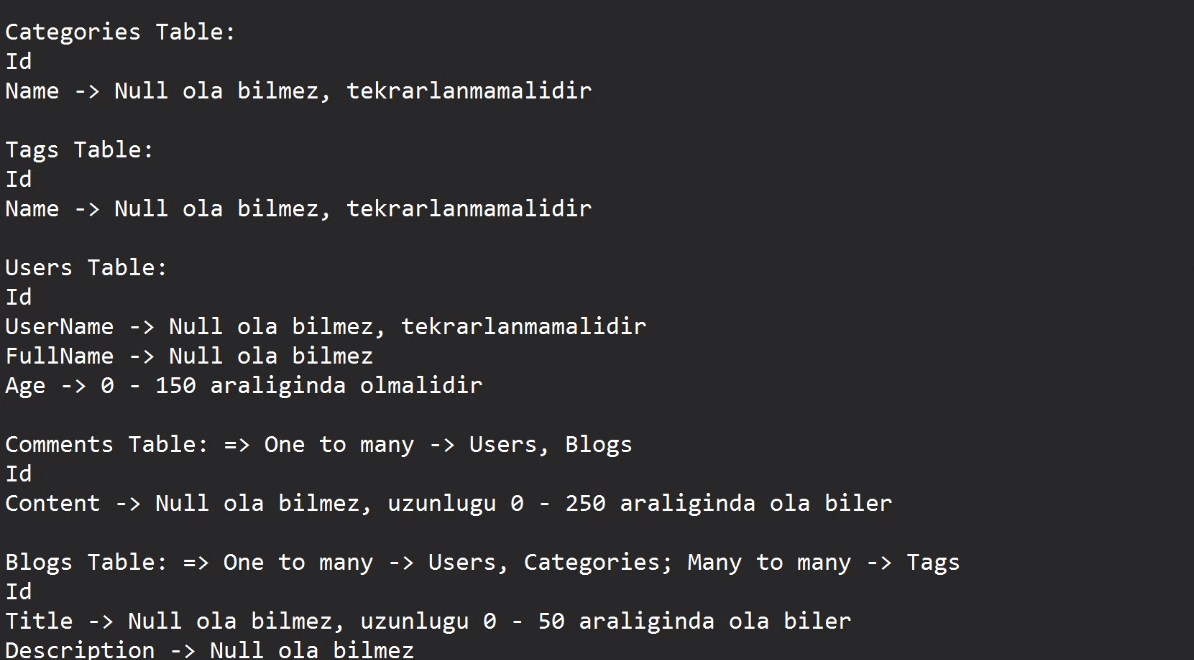 Categories Table:
Id
Name -> Null ola bilmez, tekrarlanmamalidir
Tags Table:
Id
Name -> Null ola bilmez, tekrarlanmamalidir
Users Table:
Id
UserName -> Null ola bilmez, tekrarlanmamalidir
FullName -> Null ola bilmez
Age -> 0 - 150 araliginda olmalidir
Comments Table: => One to many -> Users, Blogs
Id
Content -> Null ola bilmez, uzunlugu 0 - 250 araliginda ola biler
Blogs Table: => One to many -> Users, Categories; Many to many -> Tags
Id
Title -> Null ola bilmez, uzunlugu 0 - 50 araliginda ola biler
Description -> Null ola bilmez